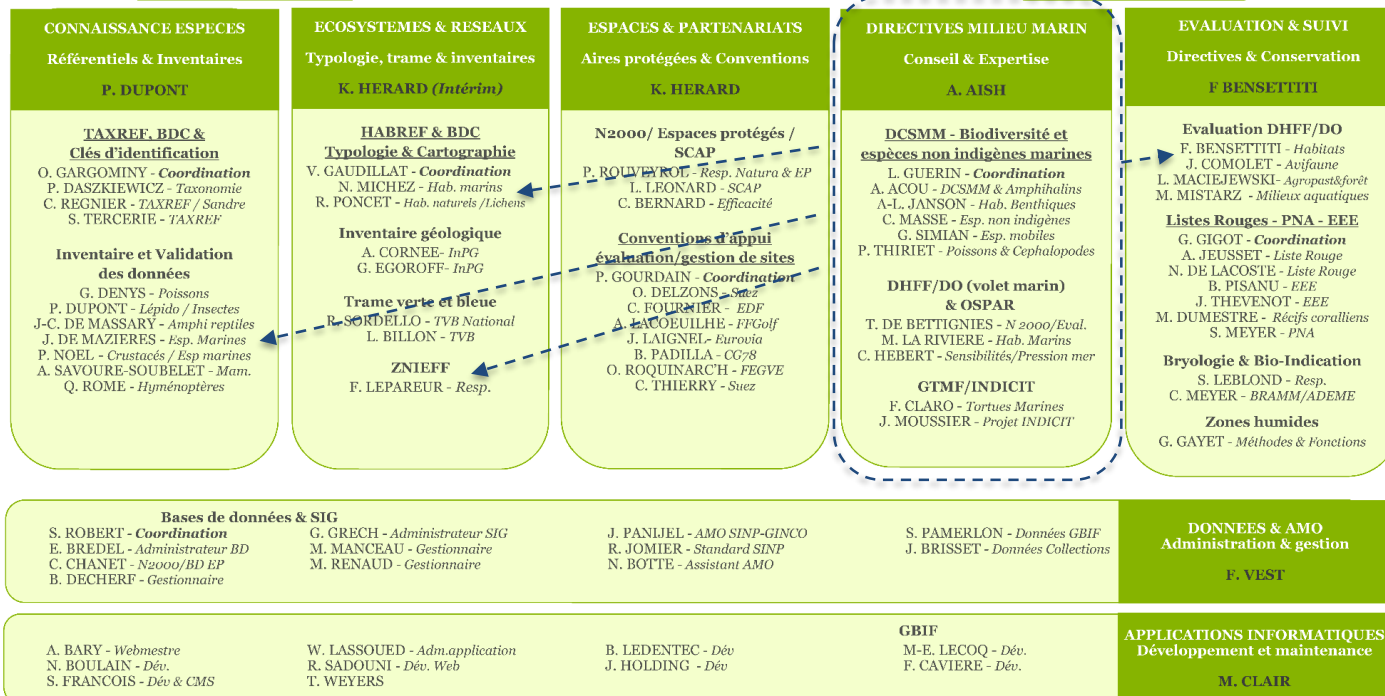 CONNAISSANCE ESPECES
Référentiels & Inventaires
P. DUPONT
TAXREF, BDC &
Clés d'identification
O. GARGOMINY - Coordination
P. DASZKIEWICZ - Taxonomie
C. REGNIER - TAXREF / Sandre
S. TERCERIE - TAXREF
Inventaire et Validation
des données
G. DENYS - Poissons
P. DUPONT - Lépido / Insectes
J-C. DE MASSARY - Amphi reptiles
J. DE MAZIERES - Esp. Marines
P. NOEL - Crustacés / Esp marines
A. SAVOURE-SOUBELET - Mam.
Q. ROME - Hyménoptères
ECOSYSTEMES & RESEAUX
Typologie, trame & inventaires
K. HERARD (Intérim)
HABREF & BDC
Typologie & Cartographie
V. GAUDILLAT - Coordination
N. MICHEZ - Hab. marins
R. PONCET - Hab. naturels /Lichens
Inventaire géologique
A. CORNEE- InPG
G. EGOROFF- InPG
Trame verte et bleue
R. SORDELLO - TVB National
L. BILLON - TVB
ZNIEFF
F. LEPAREUR - Resp.
ESPACES & PARTENARIATS
Aires protégées & Conventions
K. HERARD
N2000/ Espaces protégés /
SCAP
P. ROUVEYROL - Resp. Natura & EP
L. LEONARD - SCAP
C. BERNARD - Efficacité
Conventions d'appui
évaluation/gestion de sites
P. GOURDAIN - Coordination
O. DELZONS - Suez
C. FOURNIER - EDF
A. LACOEUILHE - FFGolf
J. LAIGNEL- Eurovia
B. PADILLA - CG78
O. ROQUINARC'H - FEGVE
C. THIERRY - Suez
DIRECTIVES MILIEU MARIN
Conseil & Expertise
A. AISH
DCSMM - Biodiversité et
espèces non indigènes marines
L. GUERIN - Coordination
A. ACOU - DCSMM & Amphihalins
A-L. JANSON - Hab. Benthiques
C. MASSE - Esp. non indigènes
G. SIMIAN - Esp. mobiles
P. THIRIET - Poissons & Cephalopodes
DHFF/DO (volet marin)
& OSPAR
T. DE BETTIGNIES - N 2000/Eval.
M. LA RIVIERE - Hab. Marins
C. HEBERT - Sensibilités/Pression mer
GTMF/INDICIT
F. CLARO - Tortues Marines
J. MOUSSIER - Projet INDICIT
EVALUATION & SUIVI
Directives & Conservation
F BENSETTITI
Evaluation DHFF/DO
F. BENSETTITI - Habitats
J. COMOLET - Avifaune
L. MACIEJEWSKI- Agropast&forêt
M. MISTARZ - Milieux aquatiques
Listes Rouges - PNA - EEE
G. GIGOT - Coordination
A. JEUSSET - Liste Rouge
N. DE LACOSTE - Liste Rouge
B. PISANU - EEE
J. THEVENOT - EEE
M. DUMESTRE - Récifs coralliens
S. MEYER - PNA
Bryologie & Bio-Indication
S. LEBLOND - Resp.
C. MEYER - BRAMM/ADEME
Zones humides
G. GAYET - Méthodes & Fonctions
Bases de données & SIG
S. ROBERT - Coordination
E. BREDEL - Administrateur BD
C. CHANET - N2000/BD EP
B. DECHERF - Gestionnaire
G. GRECH - Administrateur SIG
M. MANCEAU - Gestionnaire
M. RENAUD - Gestionnaire
J. PANIJEL - AMO SINP-GINCO
R. JOMIER - Standard SINP
N. BOTTE - Assistant AMO
S. PAMERLON - Données GBIF
J. BRISSET - Données Collections
DONNEES & AMO
Administration & gestion
F. VEST
A. BARY - Webmestre
N. BOULAIN - Dév.
S. FRANCOIS - Dév & CMS
W. LASSOUED - Adm.application
R. SADOUNI - Dév. Web
T. WEYERS
B. LEDENTEC - Dév
J. HOLDING - Dév
GBIF
M-E. LECOQ - Dév.
F. CAVIERE - Dév.
APPLICATIONS INFORMATIQUES
Développement et maintenance
M. CLAIR